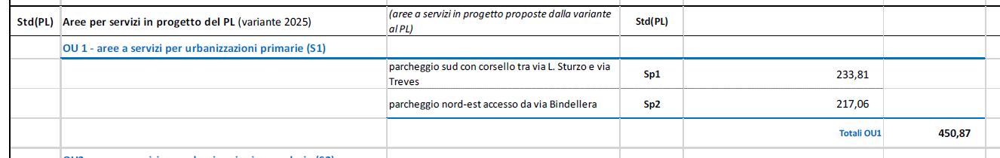 Std(PL) Aree per servizi in progetto del PL (variante 2025) (aree a servizi in progetto proposte dalla variante al PL) Std(PL)
OU 1 - aree a servizi per urbanizzazioni primarie (S1)
parcheggio sud con corsello tra via L. Sturzo e via Treves Sp1 233,81
parcheggio nord-est accesso da via Bindellera Sp2 217,06
Totali OU1 450,87